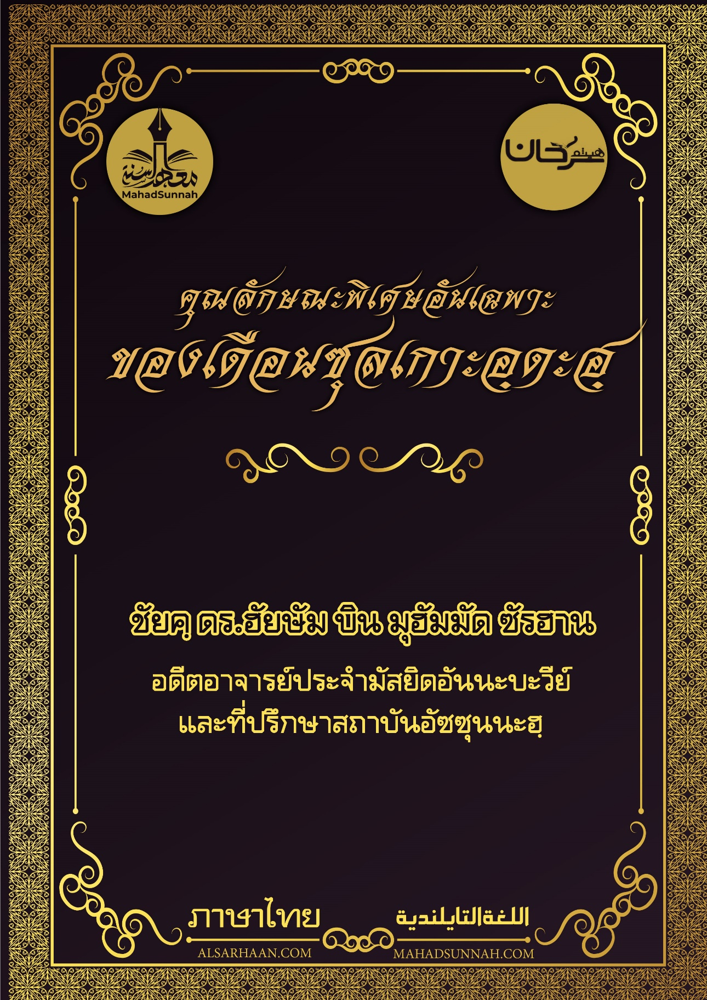 معهد السنة
MahadSunnah
هيثم سرحان
คุณลักษณะพิเศษอันเฉพาะ
ของเดือนซุลเกาะอฺดะฮฺ
ชัยคฺ ดร.ฮัยษัม บิน มุฮัมมัด ซัรฮาน
อดีตอาจารย์ประจำมัสยิดอันนะบะวีย์
และที่ปรึกษาสถาบันอัซซุนนะฮฺ
ภาษาไทย
اللغة التايلندية
ALSARHAAN.COM
MAHADSUNNAH.COM